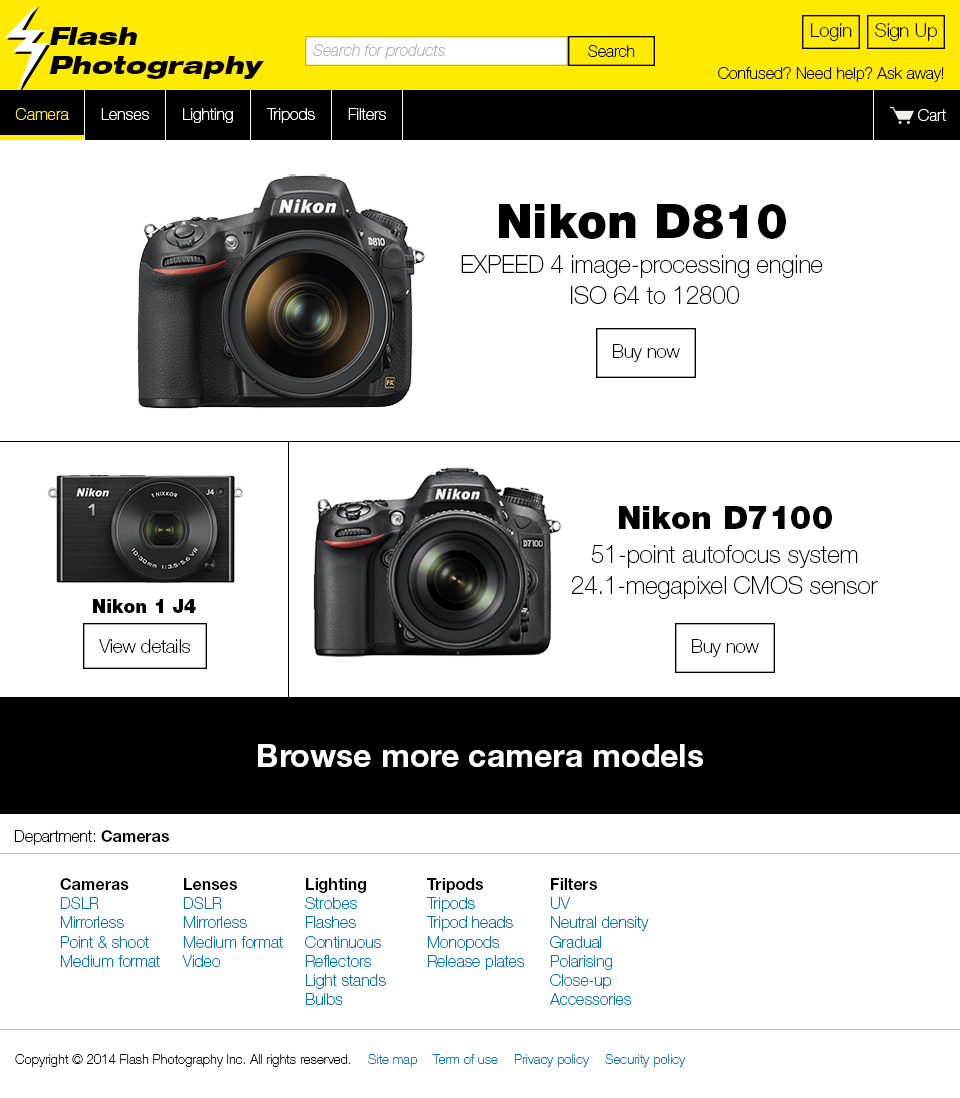 Flash
Photography
Search for products
Search
Login
Sign Up
Confused? Need help? Ask away!
Camera
Lenses
Lighting
Tripods
Filters
Cart
Nikon
D810
FX
Nikon D810
EXPEED 4 image-processing engine
ISO 64 to 12800
Buy now
Nikon
1
1 NIKKOR
J4
10-30mm 1:3.5-5.6 VR
Nikon 1 J4
View details
Nikon
D7100
Nikon D7100
51-point autofocus system
24.1-megapixel CMOS sensor
Buy now
Browse more camera models
Department: Cameras
Cameras
DSLR
Mirrorless
Point & shoot
Medium format
Lenses
DSLR
Mirrorless
Medium format
Video
Lighting
Strobes
Flashes
Continuous
Reflectors
Light stands
Bulbs
Tripods
Tripods
Tripod heads
Monopods
Release plates
Filters
UV
Neutral density
Gradual
Polarising
Close-up
Accessories
Copyright © 2014 Flash Photography Inc. All rights reserved. Site map Term of use Privacy policy Security policy